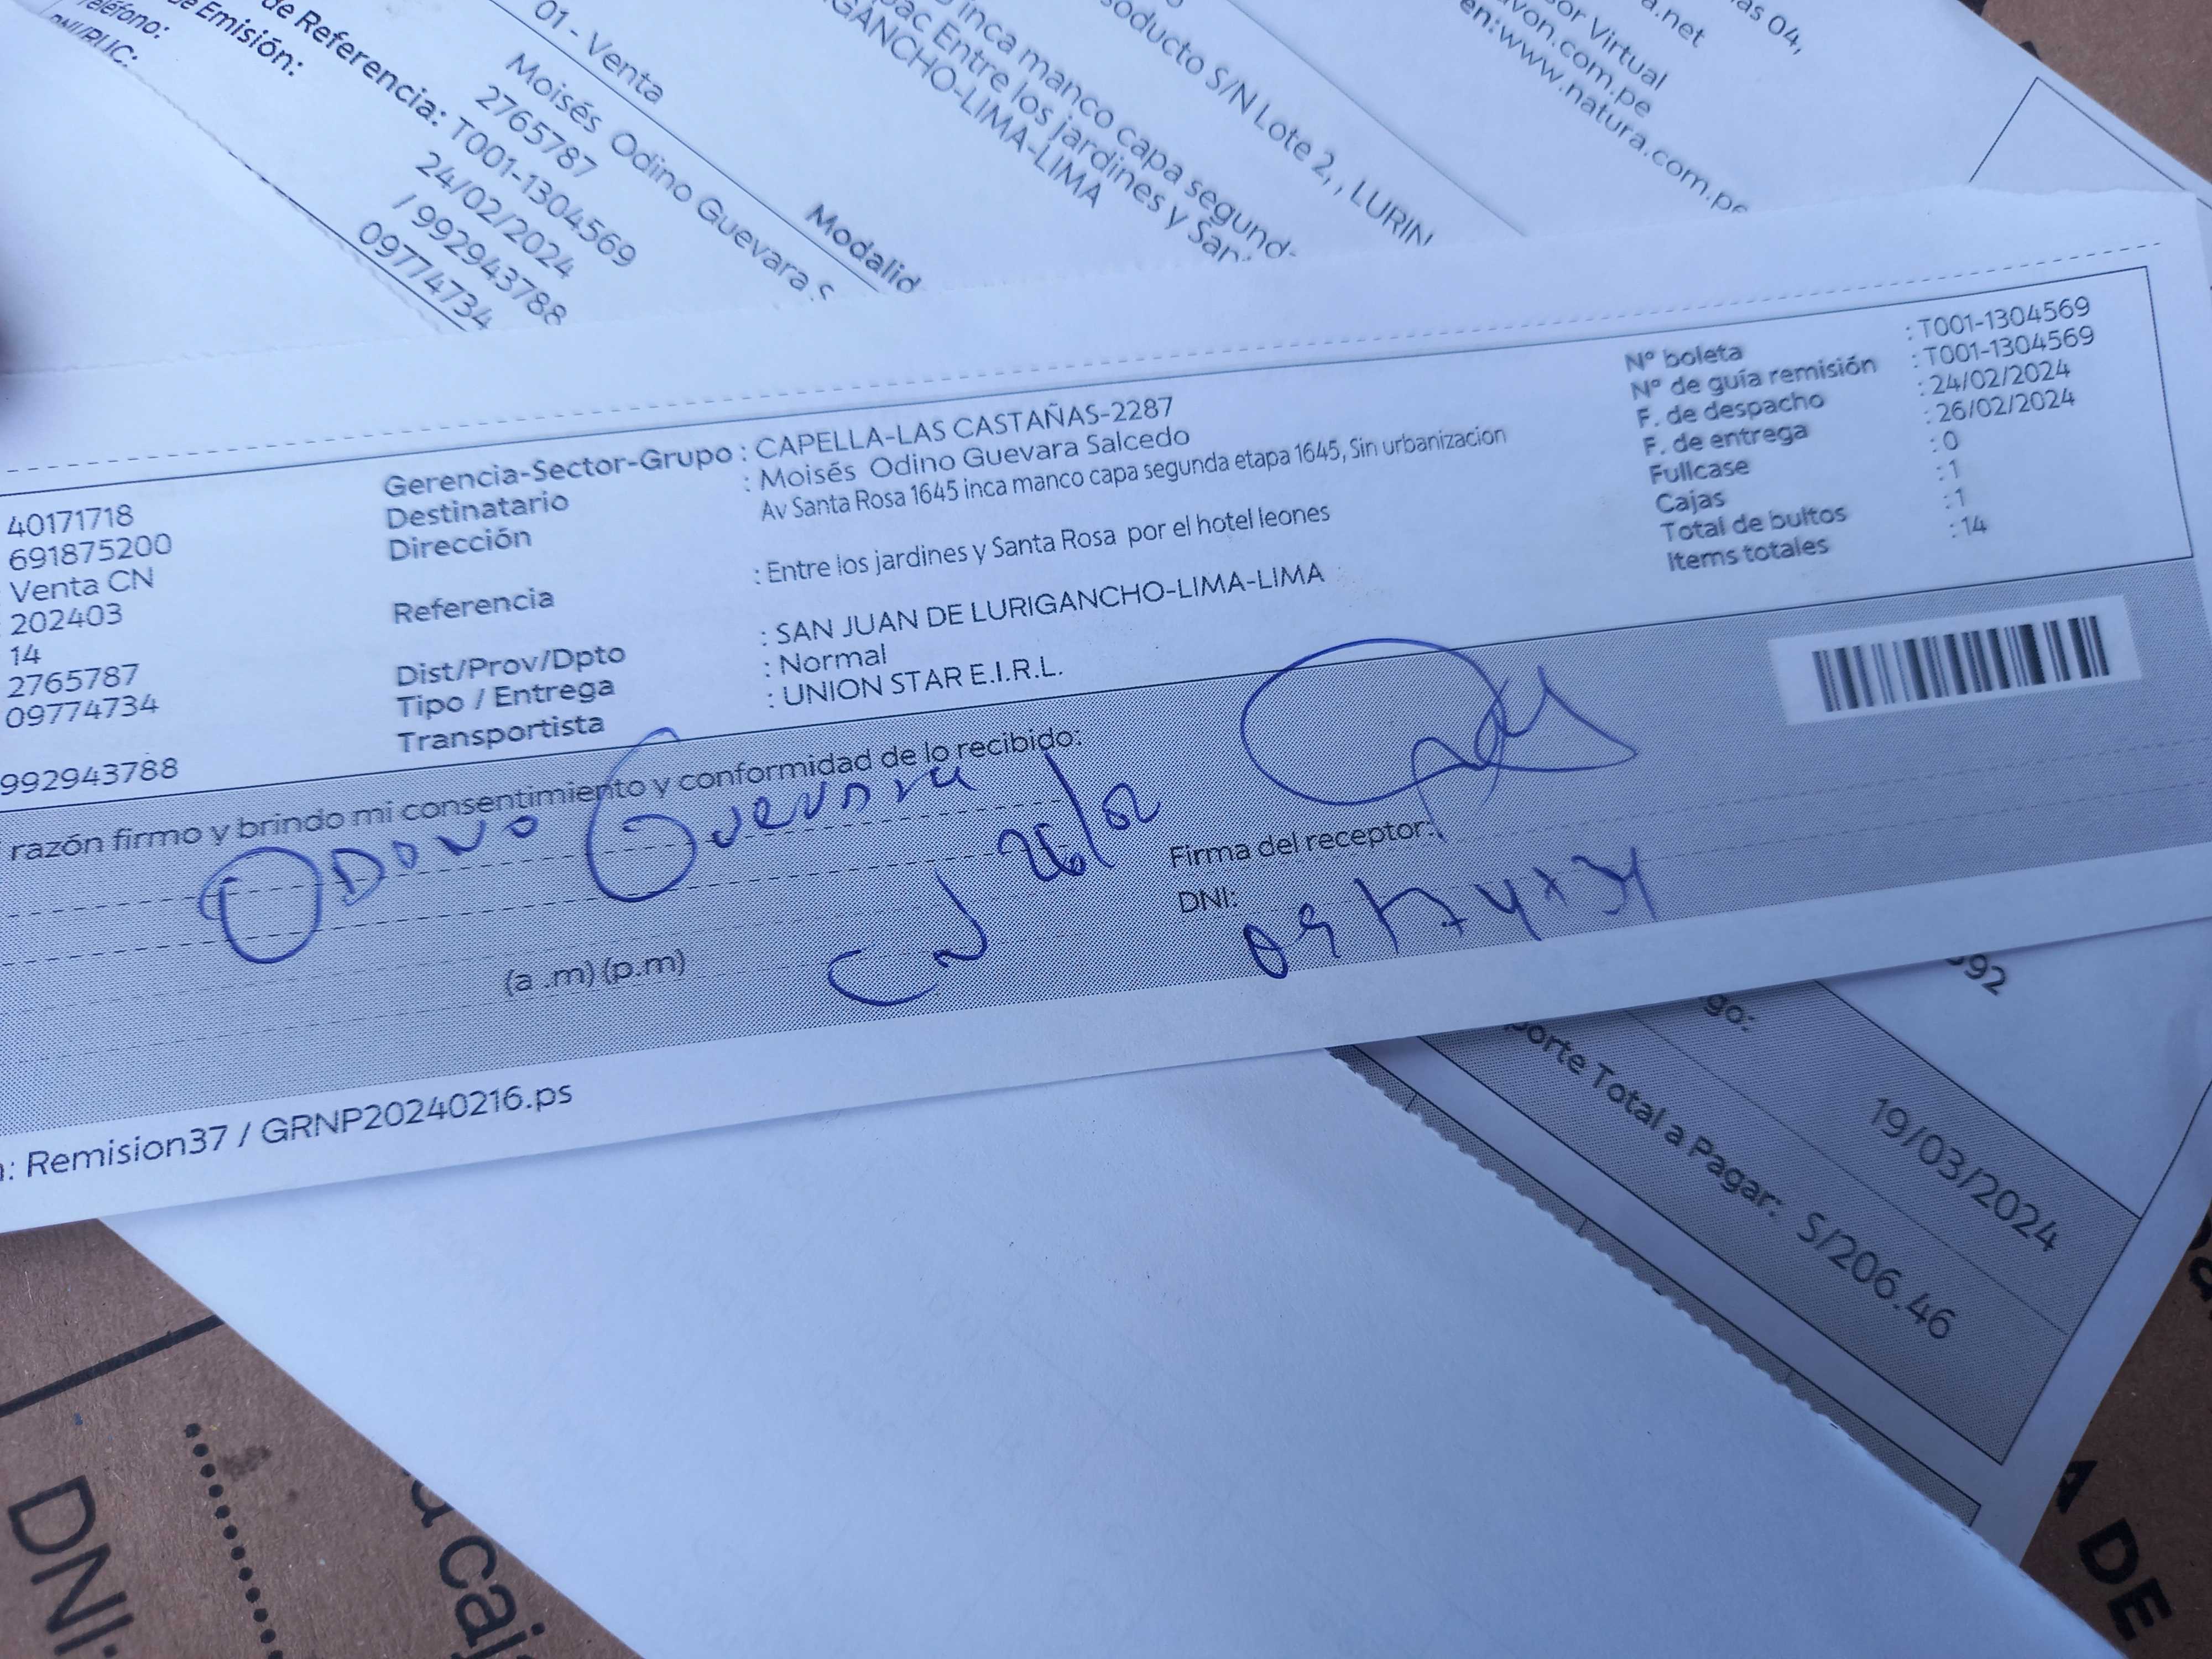 de Referencia: T001-1304569
de Emisión: 24/02/2024
eléfono: / 992943788
DNI/RUC: 09774734
01 - Venta
Moisés Odino Guevara S
2765787
Modalid
inca manco capa segund
ac Entre los jardines y San
GANCHO-LIMA-LIMA
oducto S/N Lote 2, , LURIN
as 04,
a.net
or Virtual
von.com.pe
en:www.natura.com.pe
40171718
691875200
Venta CN
202403
14
2765787
09774734
992943788
Gerencia-Sector-Grupo : CAPELLA-LAS CASTAÑAS-2287
Destinatario : Moisés Odino Guevara Salcedo
Dirección Av Santa Rosa 1645 inca manco capa segunda etapa 1645, Sin urbanizacion
Referencia : Entre los jardines y Santa Rosa por el hotel leones
Dist/Prov/Dpto : SAN JUAN DE LURIGANCHO-LIMA-LIMA
Tipo / Entrega : Normal
Transportista : UNION STAR E.I.R.L.
Nº boleta : T001-1304569
Nº de guía remisión : T001-1304569
F. de despacho : 24/02/2024
F. de entrega : 26/02/2024
Fullcase : 0
Cajas : 1
Total de bultos : 1
Items totales : 14
razón firmo y brindo mi consentimiento y conformidad de lo recibido:
Guevara
26/02
Firma del receptor:
DNI:
(a .m) (p.m)
: Remision37 / GRNP20240216.ps
92
go: 19/03/2024
porte Total a Pagar: S/206.46
DNI:
caj
A DE